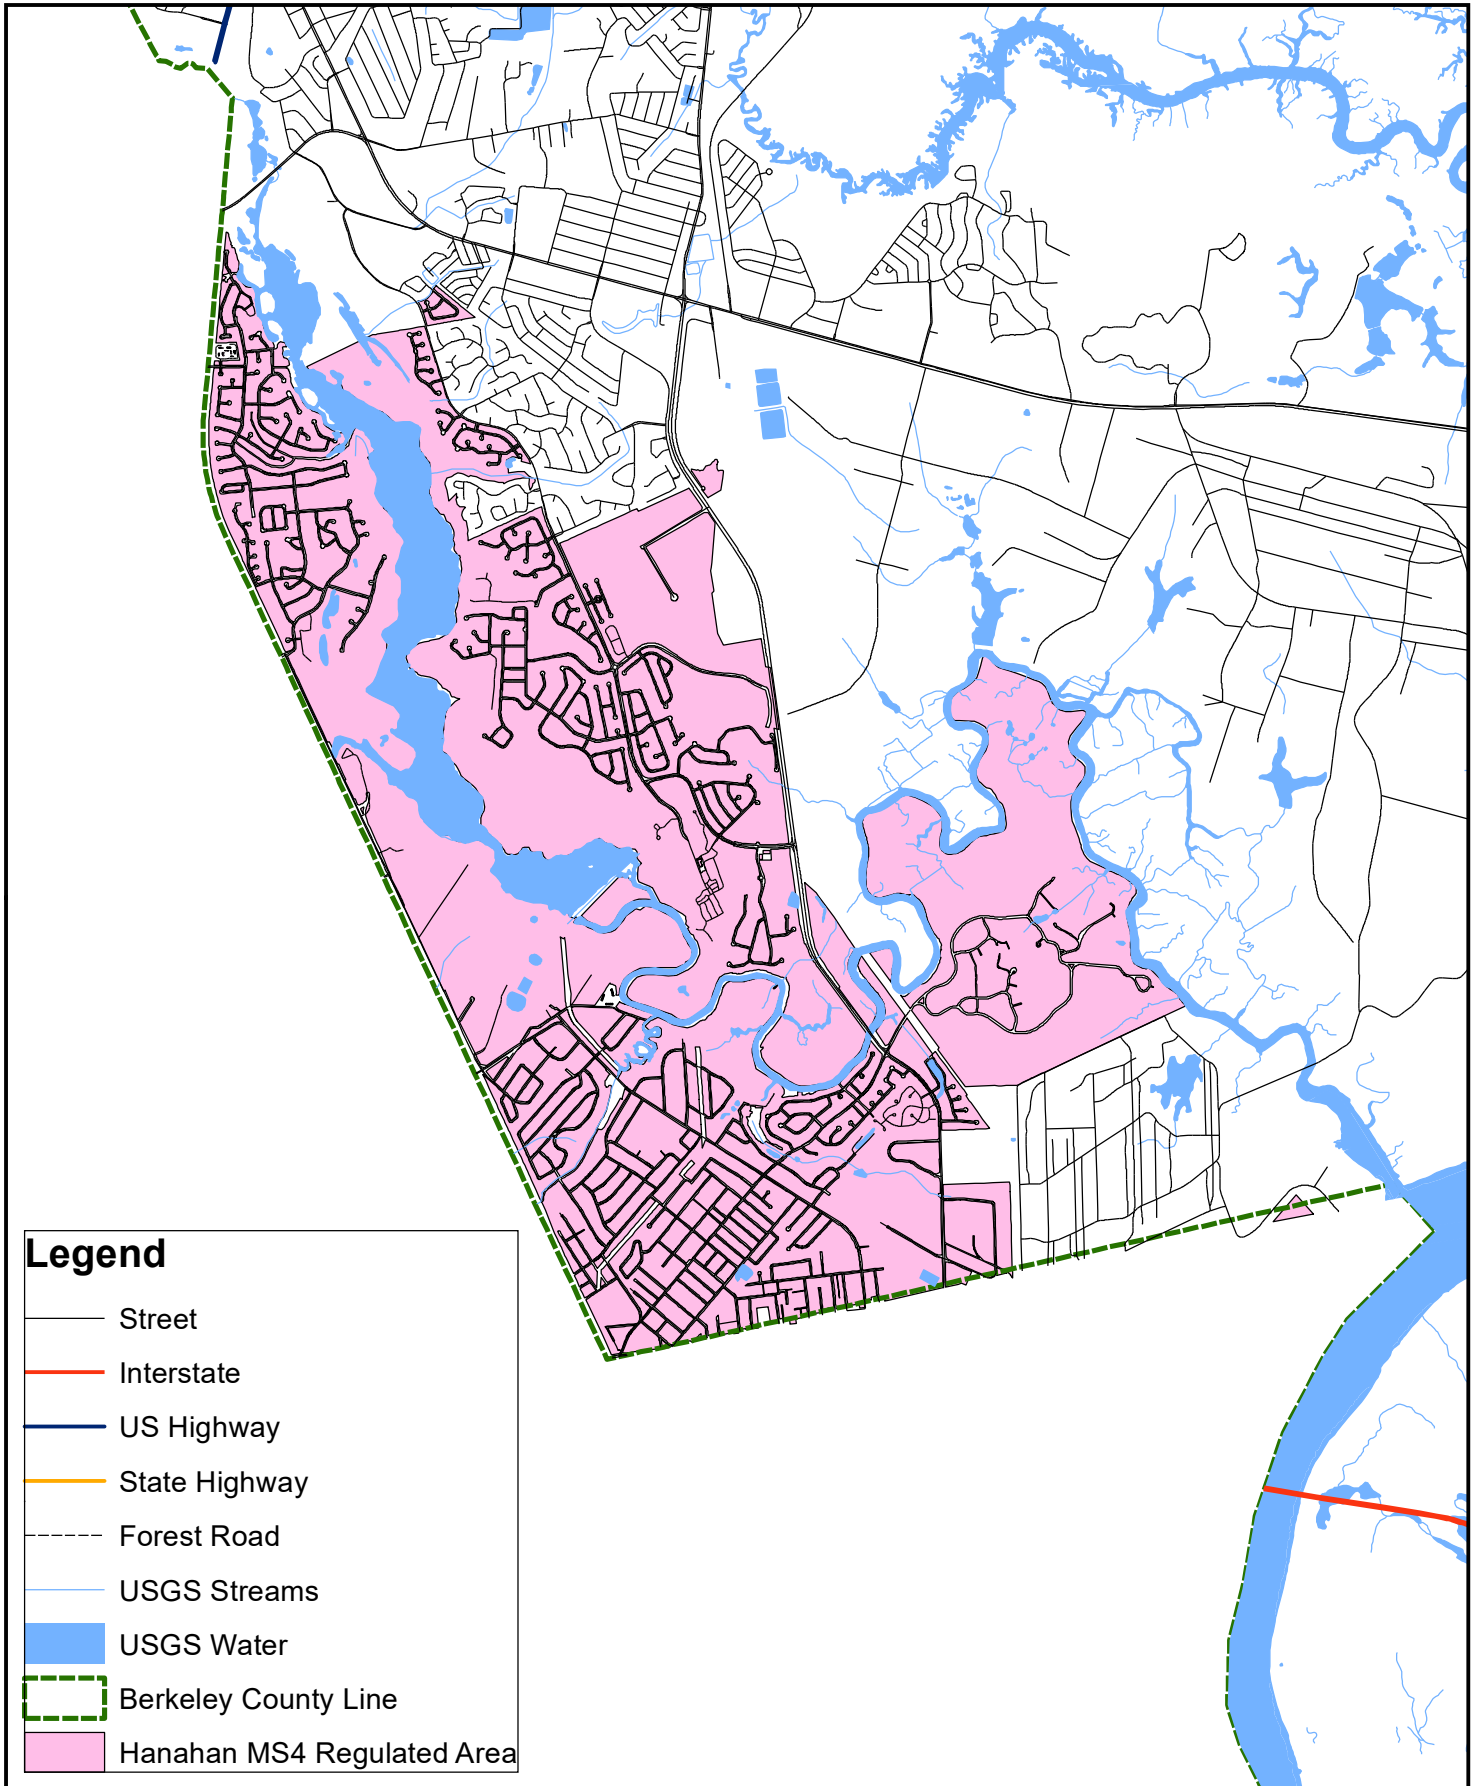 Legend
Street
Interstate
US Highway
State Highway
Forest Road
USGS Streams
USGS Water
Berkeley County Line
Hanahan MS4 Regulated Area